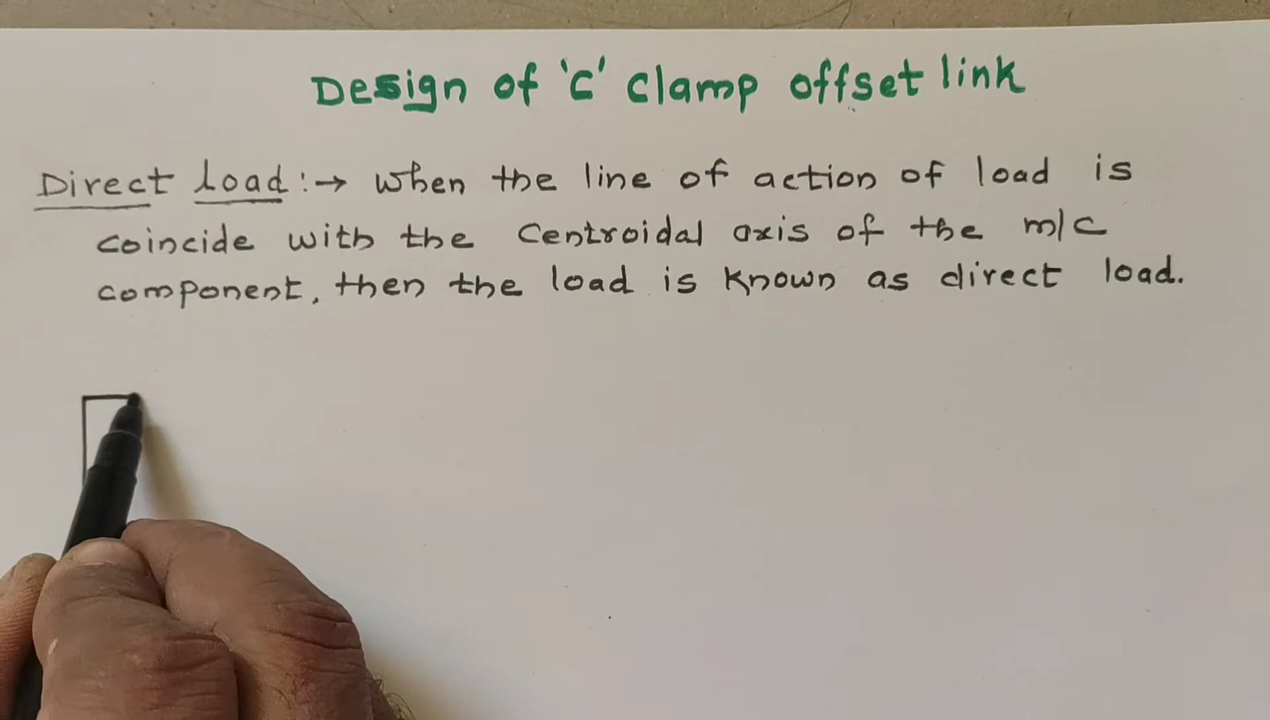 Design of 'C' clamp offset link
Direct load :→ when the line of action of load is
coincide with the centroidal axis of the m/c
component, then the load is known as direct load.